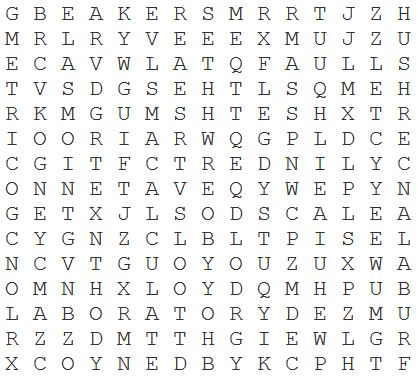 G B E A K E R S M R R T J Z H
M R L R Y V E E E X M U J Z U
E C A V W L A T Q F A U L L S
T V S D G S E H T L S Q M E H
R K M G U M S H T E S H X T R
I O O R I A R W Q G P L D C E
C G I T F C T R E D N I L Y C
O N N E T A V E Q Y W E P Y N
G E T X J L S O D S C A L E A
C Y G N Z C L B L T P I S E L
N C V T G U O Y O U Z U X W A
O M N H X L O Y D Q M H P U B
L A B O R A T O R Y D E Z M U
R Z Z D M T T H G I E W L G R
X C O Y N E D B Y K C P H T F